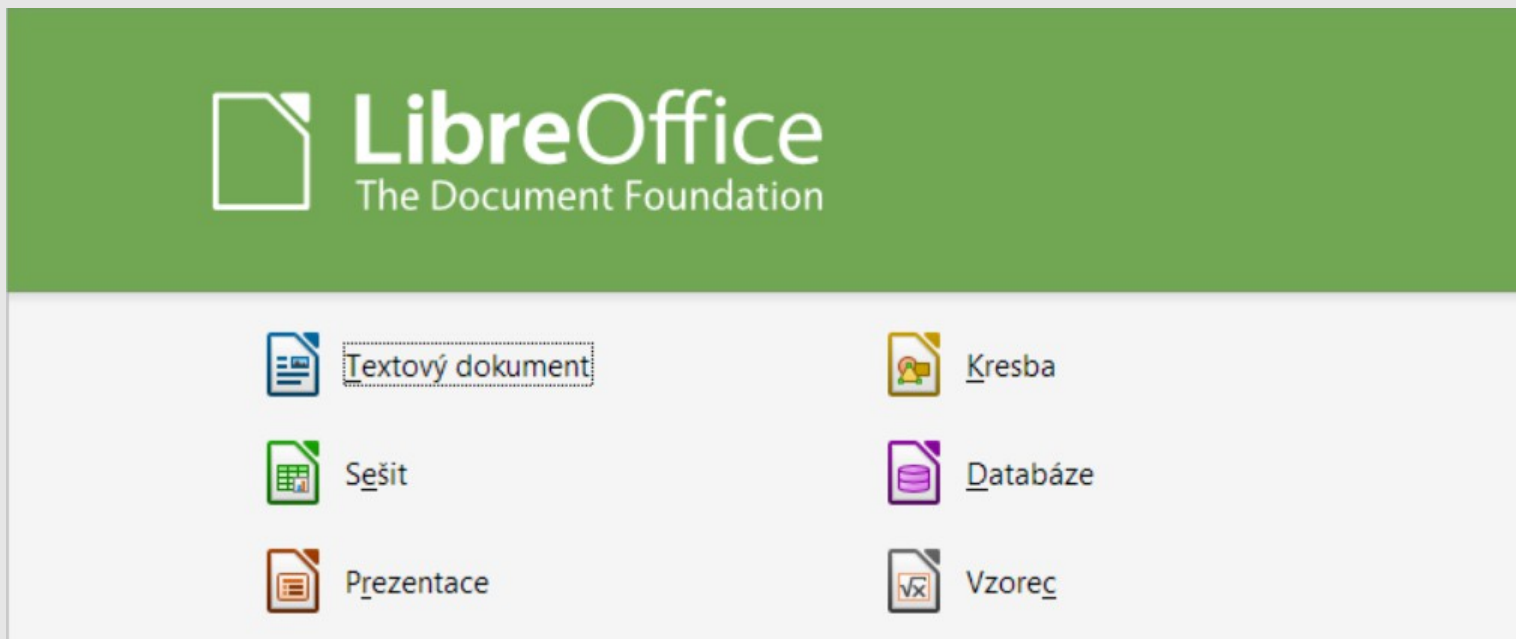 LibreOffice
The Document Foundation
Textový dokument
Kresba
Sešit
Databáze
Prezentace
Vzorec